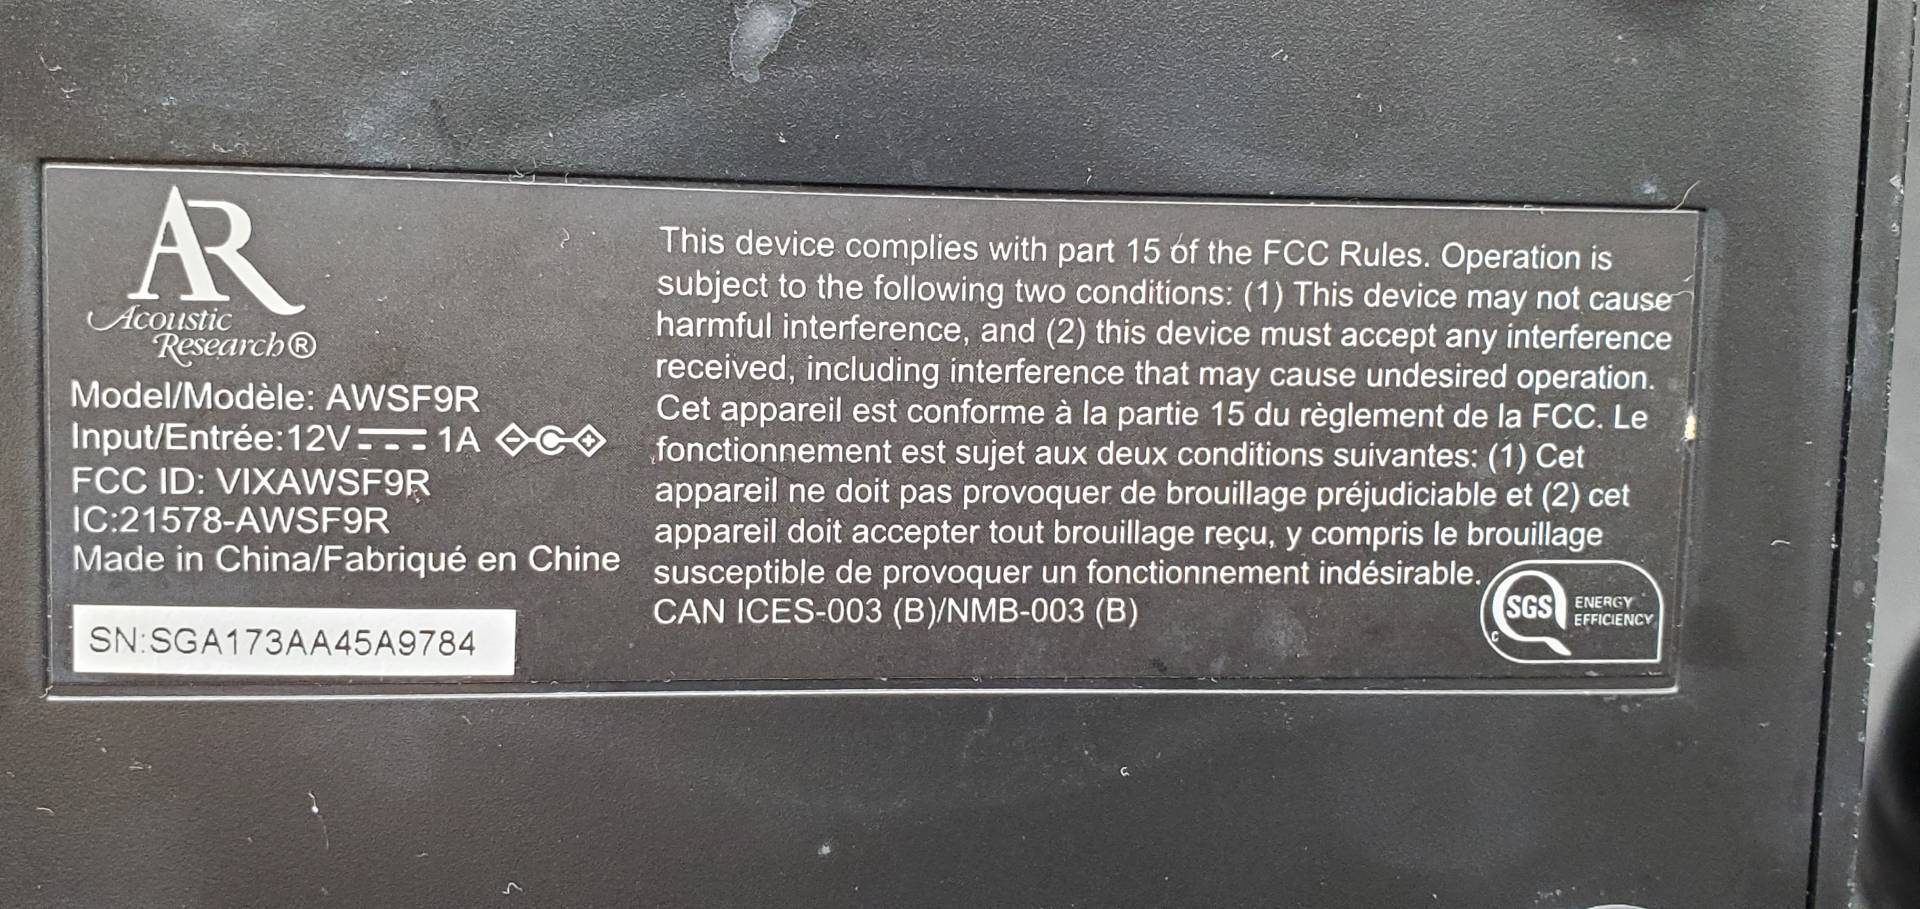 AR
Acoustic
Research®
Model/Modèle: AWSF9R
Input/Entrée:12V⎓1A
FCC ID: VIXAWSF9R
IC:21578-AWSF9R
Made in China/Fabriqué en Chine
SN:SGA173AA45A9784
This device complies with part 15 of the FCC Rules. Operation is
subject to the following two conditions: (1) This device may not cause
harmful interference, and (2) this device must accept any interference
received, including interference that may cause undesired operation.
Cet appareil est conforme à la partie 15 du règlement de la FCC. Le
fonctionnement est sujet aux deux conditions suivantes: (1) Cet
appareil ne doit pas provoquer de brouillage préjudiciable et (2) cet
appareil doit accepter tout brouillage reçu, y compris le brouillage
susceptible de provoquer un fonctionnement indésirable.
CAN ICES-003 (B)/NMB-003 (B)
SGS
C
ENERGY
EFFICIENCY